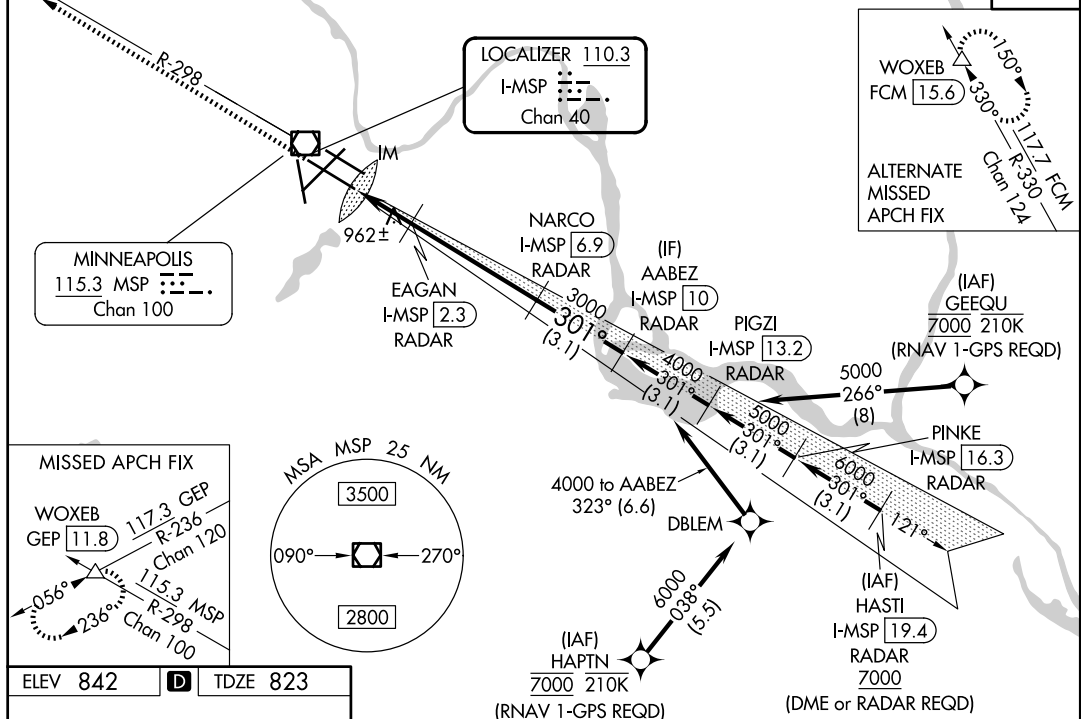 R-298
LOCALIZER 110.3
I-MSP
Chan 40
WOXEB
FCM 15.6
150°
330°
117.7 FCM
R-330
Chan 124
ALTERNATE
MISSED
APCH FIX
IM
962±
MINNEAPOLIS
115.3 MSP
Chan 100
EAGAN
I-MSP 2.3
RADAR
NARCO
I-MSP 6.9
RADAR
(IF)
AABEZ
I-MSP 10
RADAR
PIGZI
I-MSP 13.2
RADAR
(IAF)
GEEQU
7000 210K
(RNAV 1-GPS REQD)
3000
301°
(3.1)
4000
301°
(3.1)
5000
301°
(3.1)
6000
301°
(3.1)
121°
5000
266°
(8)
PINKE
I-MSP 16.3
RADAR
4000 to AABEZ
323° (6.6)
DBLEM
6000
038°
(5.5)
(IAF)
HAPTN
7000 210K
(RNAV 1-GPS REQD)
(IAF)
HASTI
I-MSP 19.4
RADAR
7000
(DME or RADAR REQD)
MISSED APCH FIX
WOXEB
GEP 11.8
117.3 GEP
R-236
Chan 120
056°
236°
115.3 MSP
R-298
Chan 100
MSA MSP 25 NM
3500
090°
270°
2800
ELEV 842 D TDZE 823